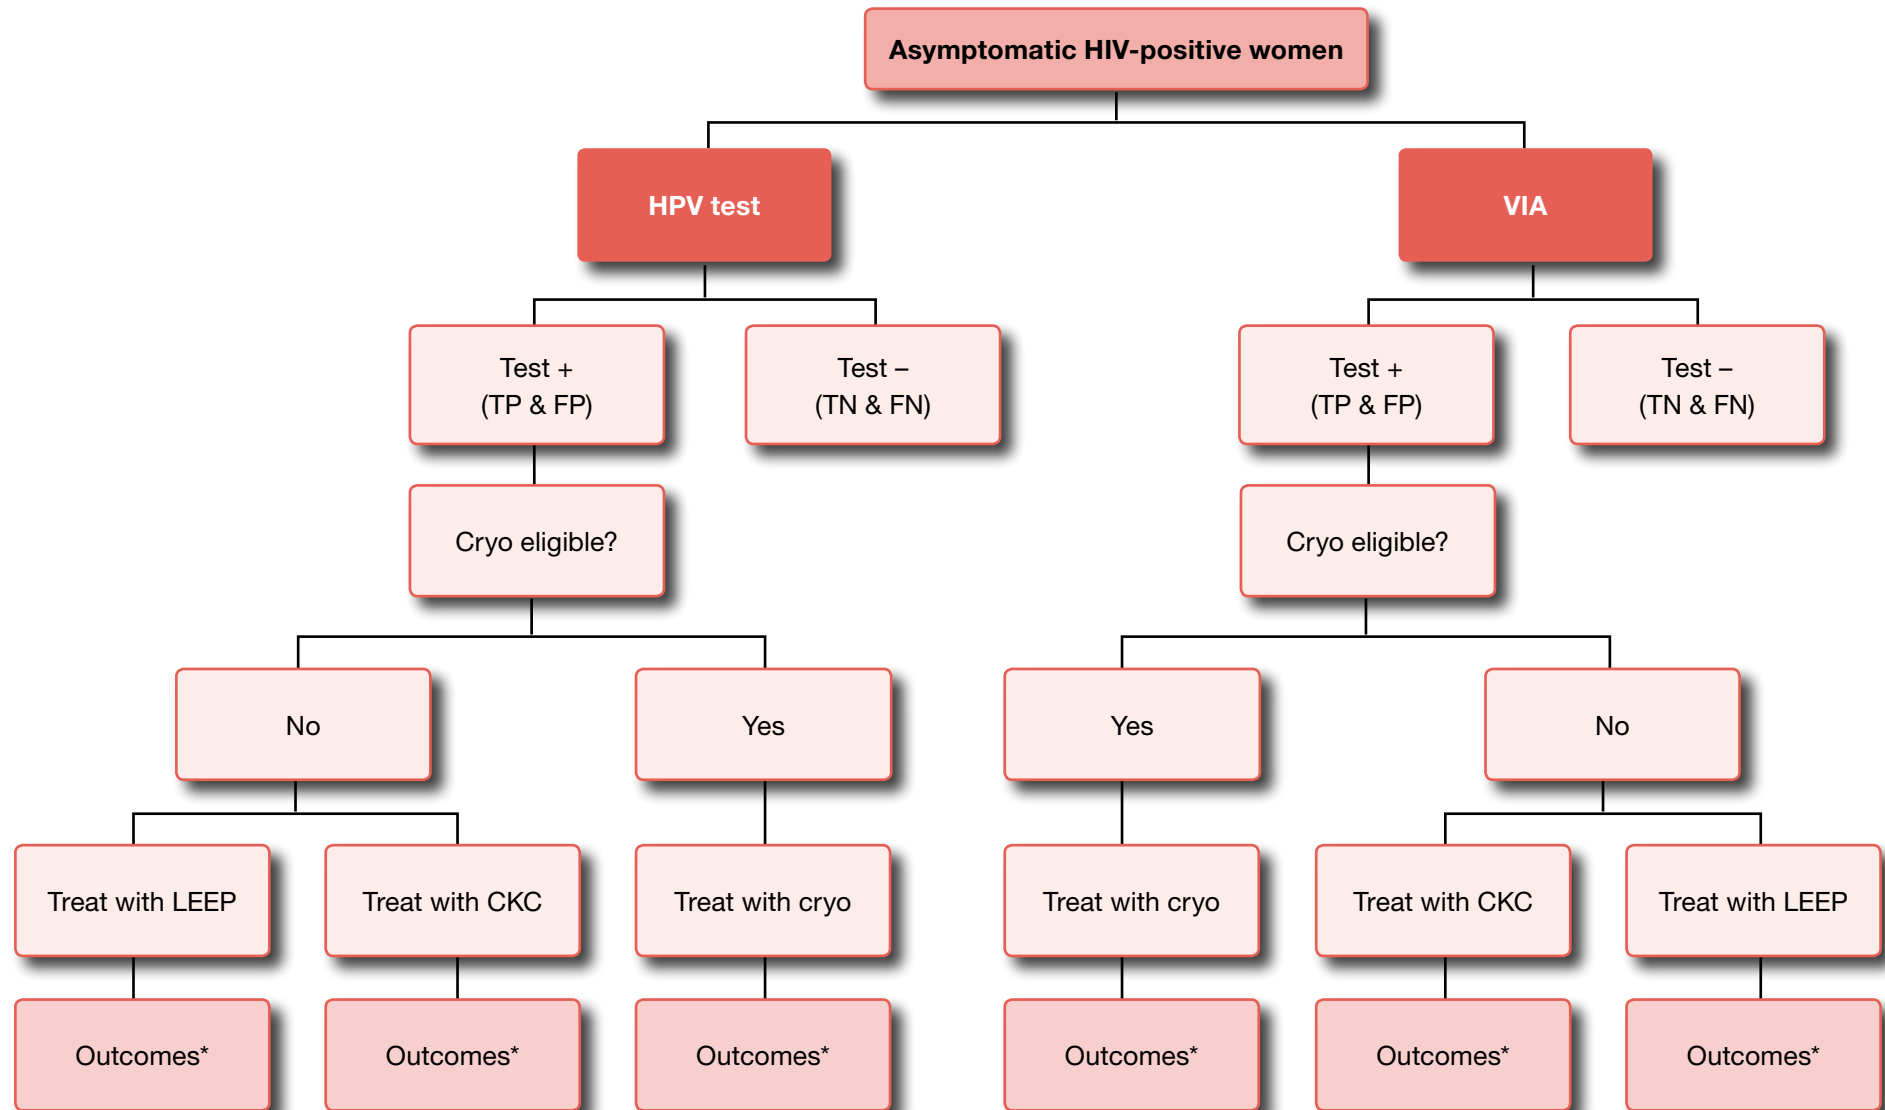 Asymptomatic HIV-positive women
HPV test
VIA
Test +
(TP & FP)
Test –
(TN & FN)
Test +
(TP & FP)
Test –
(TN & FN)
Cryo eligible?
Cryo eligible?
No
Yes
Yes
No
Treat with LEEP
Treat with CKC
Treat with cryo
Treat with cryo
Treat with CKC
Treat with LEEP
Outcomes*
Outcomes*
Outcomes*
Outcomes*
Outcomes*
Outcomes*